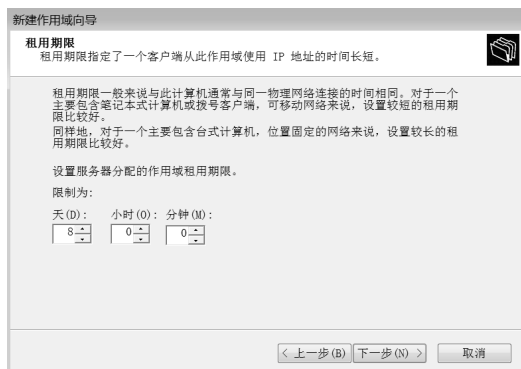 新建作用域向导
租用期限
租用期限指定了一个客户端从此作用域使用 IP 地址的时间长短。
租用期限一般来说与此计算机通常与同一物理网络连接的时间相同。对于一个
主要包含笔记本式计算机或拨号客户端，可移动网络来说，设置较短的租用期
限比较好。
同样地，对于一个主要包含台式计算机，位置固定的网络来说，设置较长的租
用期限比较好。
设置服务器分配的作用域租用期限。
限制为:
天(D): 小时(O): 分钟(M):
8 0 0
< 上一步(B) 下一步(N) > 取消